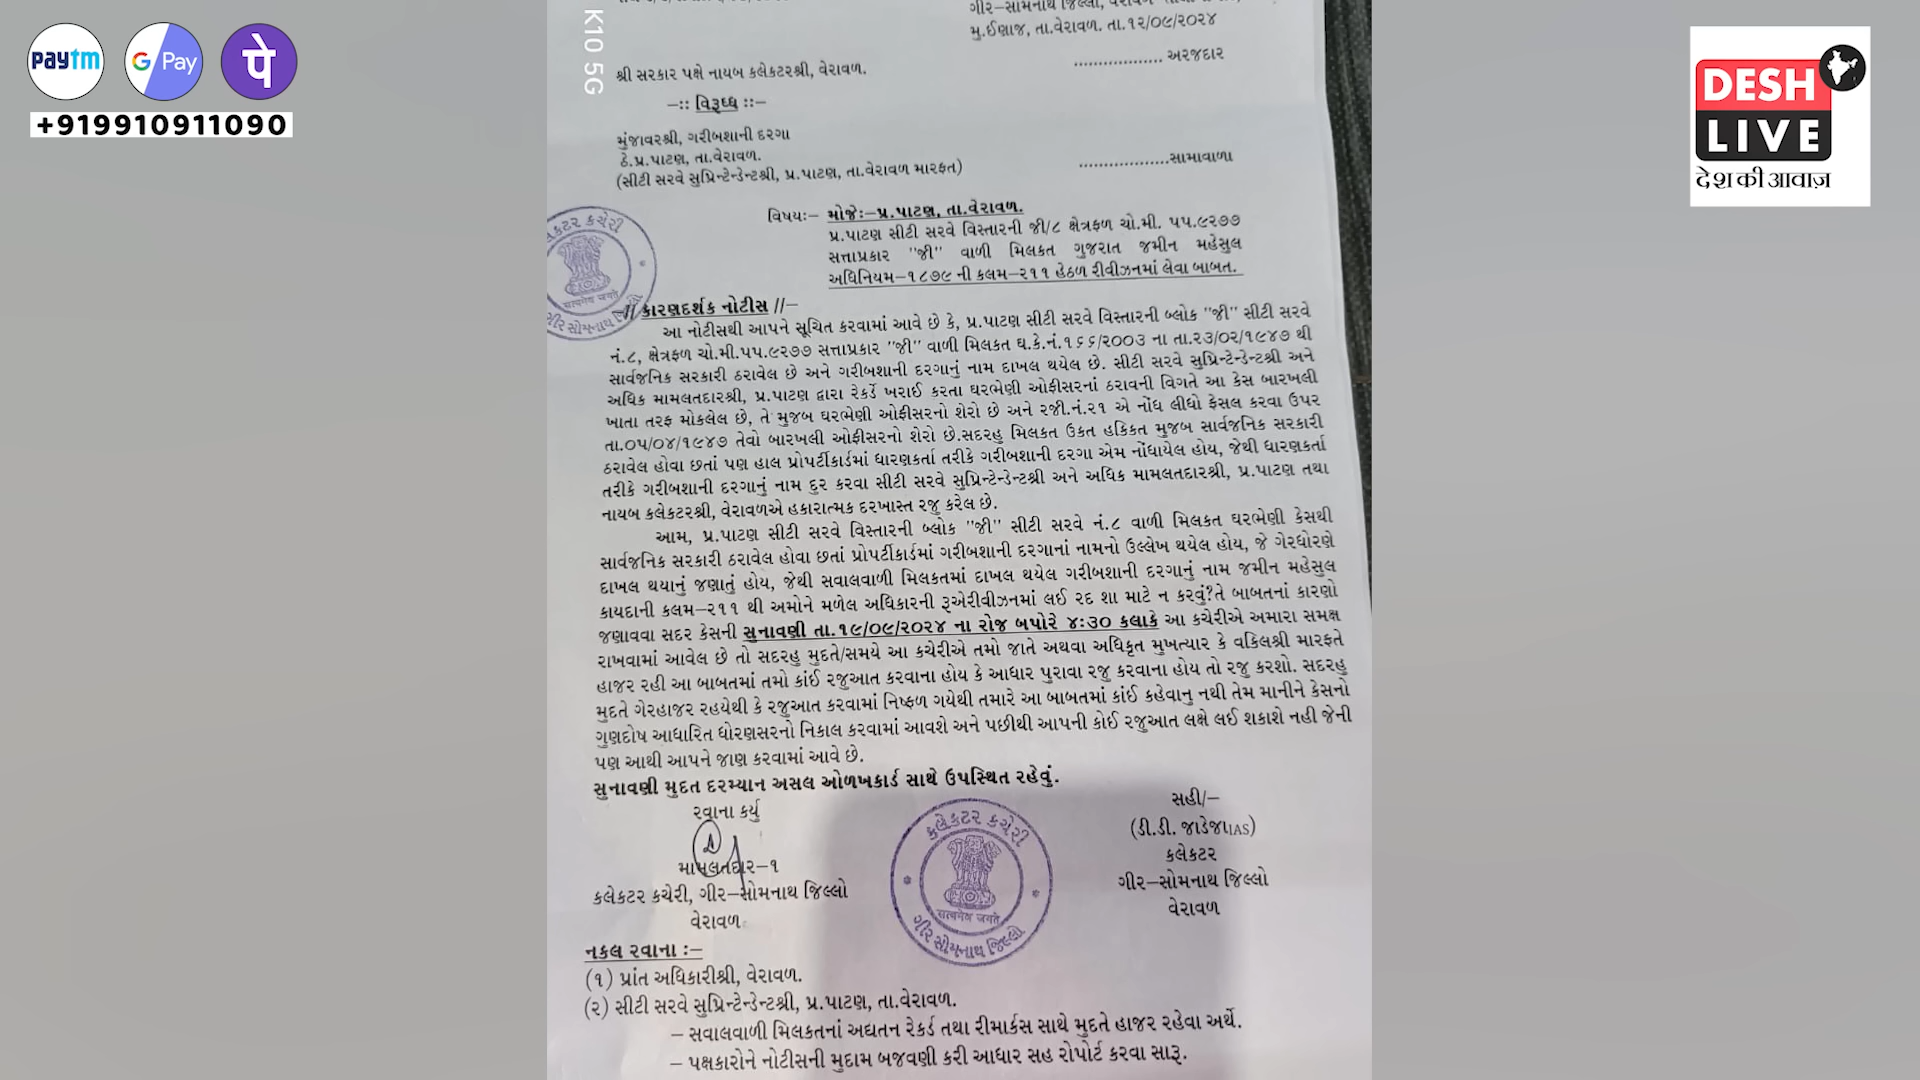 paytm
G Pay
पे
+919910911090
DESH
LIVE
देश की आवाज़
K10 5G
ગીર-સોમનાથ જિલ્લો,
મુ.ઈણાજ, તા.વેરાવળ. તા.૧૨/૦૯/૨૦૨૪
.................. અરજદાર
શ્રી સરકાર પક્ષે નાયબ કલેકટરશ્રી, વેરાવળ.
-:: વિરૂધ્ધ ::-
મુંજાવરશ્રી, ગરીબશાની દરગા
ઠે.પ્ર.પાટણ, તા.વેરાવળ.
(સીટી સરવે સુપ્રિન્ટેન્ડેન્ટશ્રી, પ્ર.પાટણ, તા.વેરાવળ મારફત)
..................સામાવાળા
વિષયઃ- મોજેઃ-પ્ર.પાટણ, તા.વેરાવળ.
પ્ર.પાટણ સીટી સરવે વિસ્તારની જી/૮ ક્ષેત્રફળ ચો.મી. ૫૫.૯૨૭૭
સત્તાપ્રકાર "જી" વાળી મિલકત ગુજરાત જમીન મહેસુલ
અધિનિયમ-૧૮૭૯ ની કલમ-૨૧૧ હેઠળ રીવીઝનમાં લેવા બાબત.
-// કારણદર્શક નોટીસ //-
આ નોટીસથી આપને સૂચિત કરવામાં આવે છે કે, પ્ર.પાટણ સીટી સરવે વિસ્તારની બ્લોક "જી" સીટી સરવે
નં.૮, ક્ષેત્રફળ ચો.મી.૫૫.૯૨૭૭ સત્તાપ્રકાર "જી" વાળી મિલકત ઘ.કે.નં.૧૬૬/૨૦૦૩ ના તા.૨૩/૦૨/૧૯૪૭ થી
સાર્વજનિક સરકારી ઠરાવેલ છે અને ગરીબશાની દરગાનું નામ દાખલ થયેલ છે. સીટી સરવે સુપ્રિન્ટેન્ડેન્ટશ્રી અને
અધિક મામલતદારશ્રી, પ્ર.પાટણ દ્વારા રેકર્ડ ખરાઈ કરતા ઘરભેણી ઓફીસરનાં ઠરાવની વિગતે આ કેસ બારખલી
ખાતા તરફ મોકલેલ છે, તે મુજબ ઘરભેણી ઓફીસરનો શેરો છે અને રજી.નં.૨૧ એ નોંધ લીધો ફેસલ કરવા ઉપર
તા.૦૫/૦૪/૧૯૪૭ તેવો બારખલી ઓફીસરનો શેરો છે.સદરહુ મિલકત ઉકત હકિકત મુજબ સાર્વજનિક સરકારી
ઠરાવેલ હોવા છતાં પણ હાલ પ્રોપર્ટીકાર્ડમાં ધારણકર્તા તરીકે ગરીબશાની દરગા એમ નોંધાયેલ હોય, જેથી ધારણકર્તા
તરીકે ગરીબશાની દરગાનું નામ દુર કરવા સીટી સરવે સુપ્રિન્ટેન્ડેન્ટશ્રી અને અધિક મામલતદારશ્રી, પ્ર.પાટણ તથા
નાયબ કલેકટરશ્રી, વેરાવળએ હકારાત્મક દરખાસ્ત રજુ કરેલ છે.
આમ, પ્ર.પાટણ સીટી સરવે વિસ્તારની બ્લોક "જી" સીટી સરવે નં.૮ વાળી મિલકત ઘરભેણી કેસથી
સાર્વજનિક સરકારી ઠરાવેલ હોવા છતાં પ્રોપર્ટીકાર્ડમાં ગરીબશાની દરગાનાં નામનો ઉલ્લેખ થયેલ હોય, જે ગેરધોરણે
દાખલ થયાનું જણાતું હોય, જેથી સવાલવાળી મિલકતમાં દાખલ થયેલ ગરીબશાની દરગાનું નામ જમીન મહેસુલ
કાયદાની કલમ-૨૧૧ થી અમોને મળેલ અધિકારની રૂએરીવીઝનમાં લઈ રદ શા માટે ન કરવું?તે બાબતનાં કારણો
જણાવવા સદર કેસની સુનાવણી તા.૧૯/૦૯/૨૦૨૪ ના રોજ બપોરે ૪:૩૦ કલાકે આ કચેરીએ અમારા સમક્ષ
રાખવામાં આવેલ છે તો સદરહુ મુદતે/સમયે આ કચેરીએ તમો જાતે અથવા અધિકૃત મુખત્યાર કે વકિલશ્રી મારફતે
હાજર રહી આ બાબતમાં તમો કાંઈ રજુઆત કરવાના હોય કે આધાર પુરાવા રજુ કરવાના હોય તો રજુ કરશો. સદરહુ
મુદતે ગેરહાજર રહયેથી કે રજુઆત કરવામાં નિષ્ફળ ગયેથી તમારે આ બાબતમાં કાંઈ કહેવાનુ નથી તેમ માનીને કેસનો
ગુણદોષ આધારિત ધોરણસરનો નિકાલ કરવામાં આવશે અને પછીથી આપની કોઈ રજુઆત લક્ષે લઈ શકાશે નહી જેની
પણ આથી આપને જાણ કરવામાં આવે છે.
સુનાવણી મુદત દરમ્યાન અસલ ઓળખકાર્ડ સાથે ઉપસ્થિત રહેવું.
રવાના કર્યુ
મામલતદાર-૧
કલેકટર કચેરી, ગીર-સોમનાથ જિલ્લો
વેરાવળ
કલેકટર કચેરી
सत्यमेव जयते
ગીર સોમનાથ જિલ્લો
સહી/-
(ડી.ડી. જાડેજા,IAS)
કલેકટર
ગીર-સોમનાથ જિલ્લો
વેરાવળ
નકલ રવાના :-
(૧) પ્રાંત અધિકારીશ્રી, વેરાવળ.
(૨) સીટી સરવે સુપ્રિન્ટેન્ડેન્ટશ્રી, પ્ર.પાટણ, તા.વેરાવળ.
- સવાલવાળી મિલકતનાં અદ્યતન રેકર્ડ તથા રીમાર્કસ સાથે મુદતે હાજર રહેવા અર્થે.
- પક્ષકારોને નોટીસની મુદામ બજવણી કરી આધાર સહ રોપોર્ટ કરવા સારૂ.